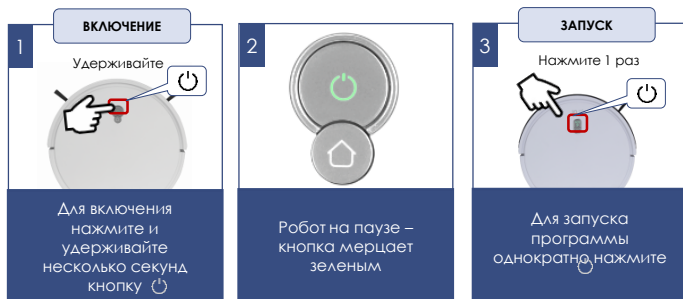 ВКЛЮЧЕНИЕ
1
Удерживайте
Для включения
нажмите и
удерживайте
несколько секунд
кнопку
2
Робот на паузе –
кнопка мерцает
зеленым
ЗАПУСК
3
Нажмите 1 раз
Для запуска
программы
однократно нажмите